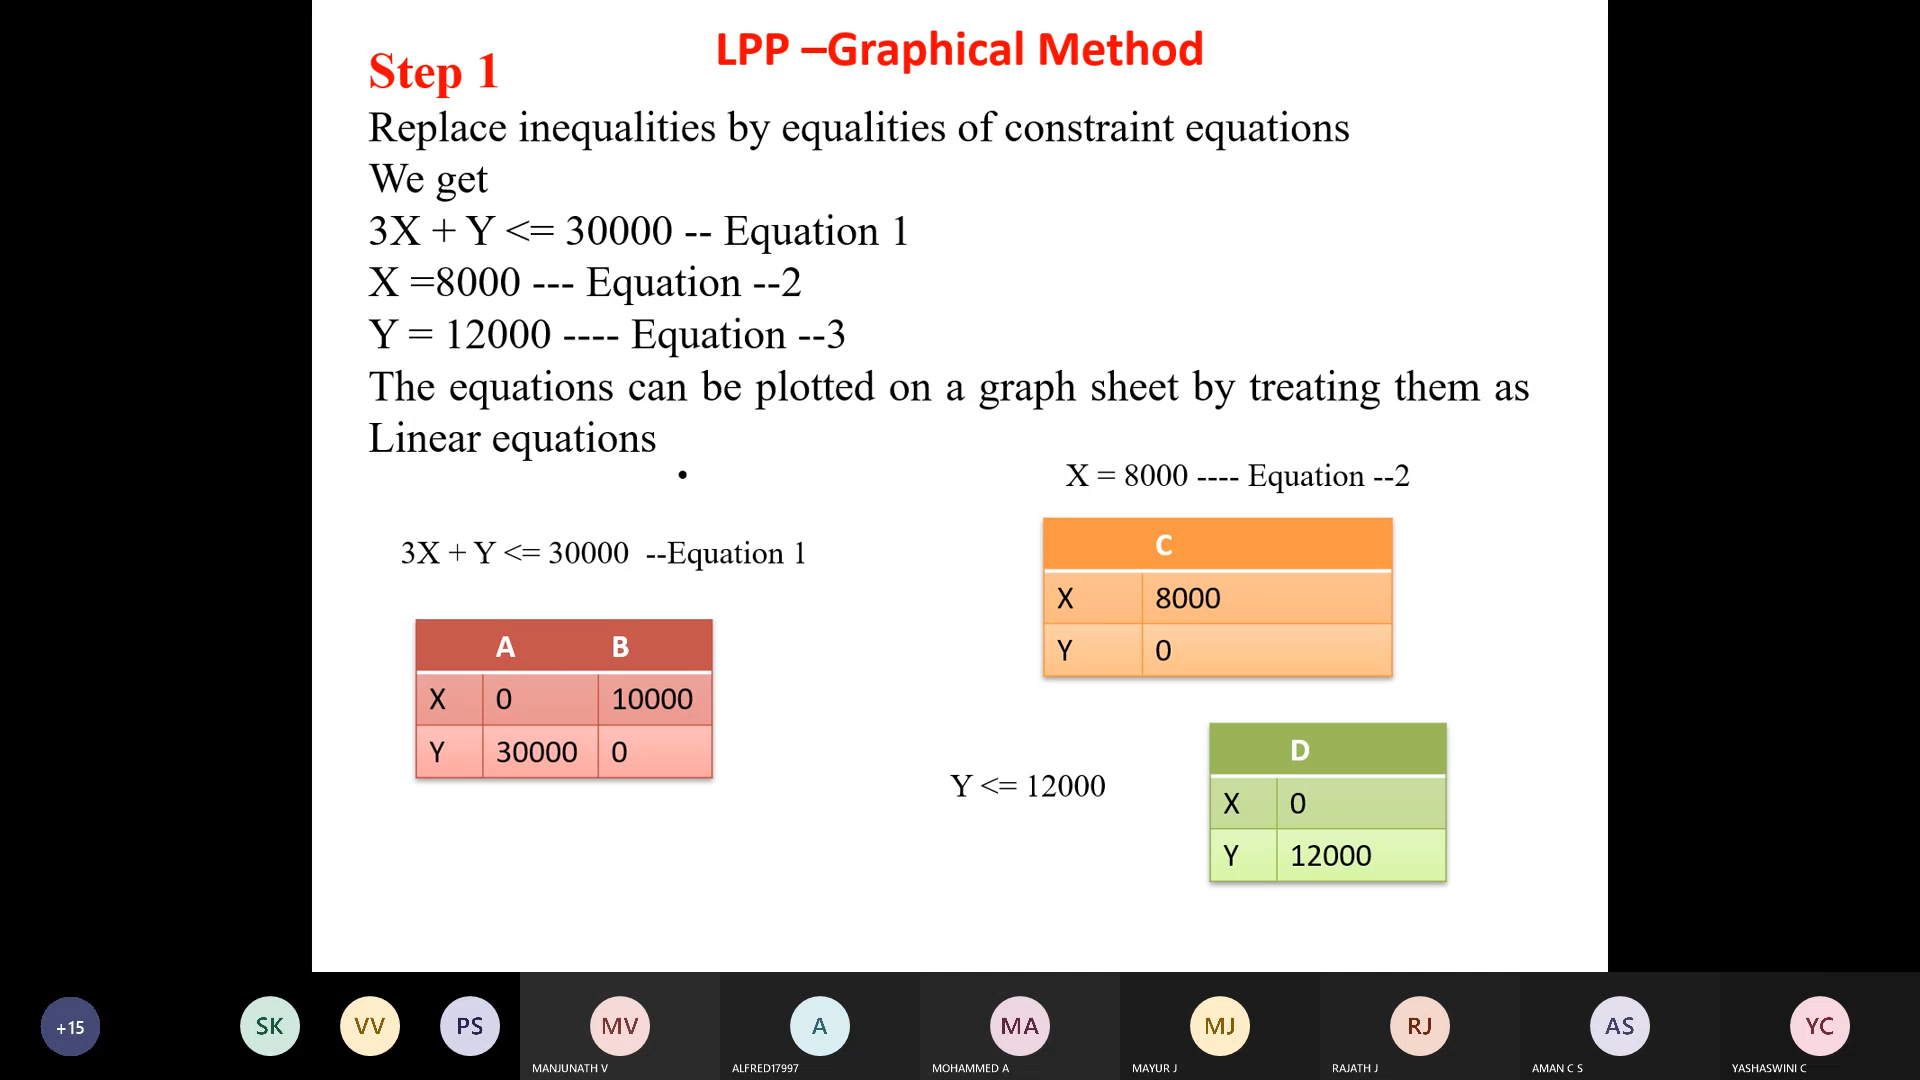 LPP –Graphical Method
Step 1
Replace inequalities by equalities of constraint equations
We get
3X + Y <= 30000 -- Equation 1
X =8000 --- Equation --2
Y = 12000 ---- Equation --3
The equations can be plotted on a graph sheet by treating them as
Linear equations
•
X = 8000 ---- Equation --2
3X + Y <= 30000 --Equation 1
C
X 8000
Y 0
A B
X 0 10000
Y 30000 0
Y <= 12000
D
X 0
Y 12000
+15
SK
VV
PS
MV
A
MA
MJ
RJ
AS
YC
MANJUNATH V
ALFRED17997
MOHAMMED A
MAYUR J
RAJATH J
AMAN C S
YASHASWINI C